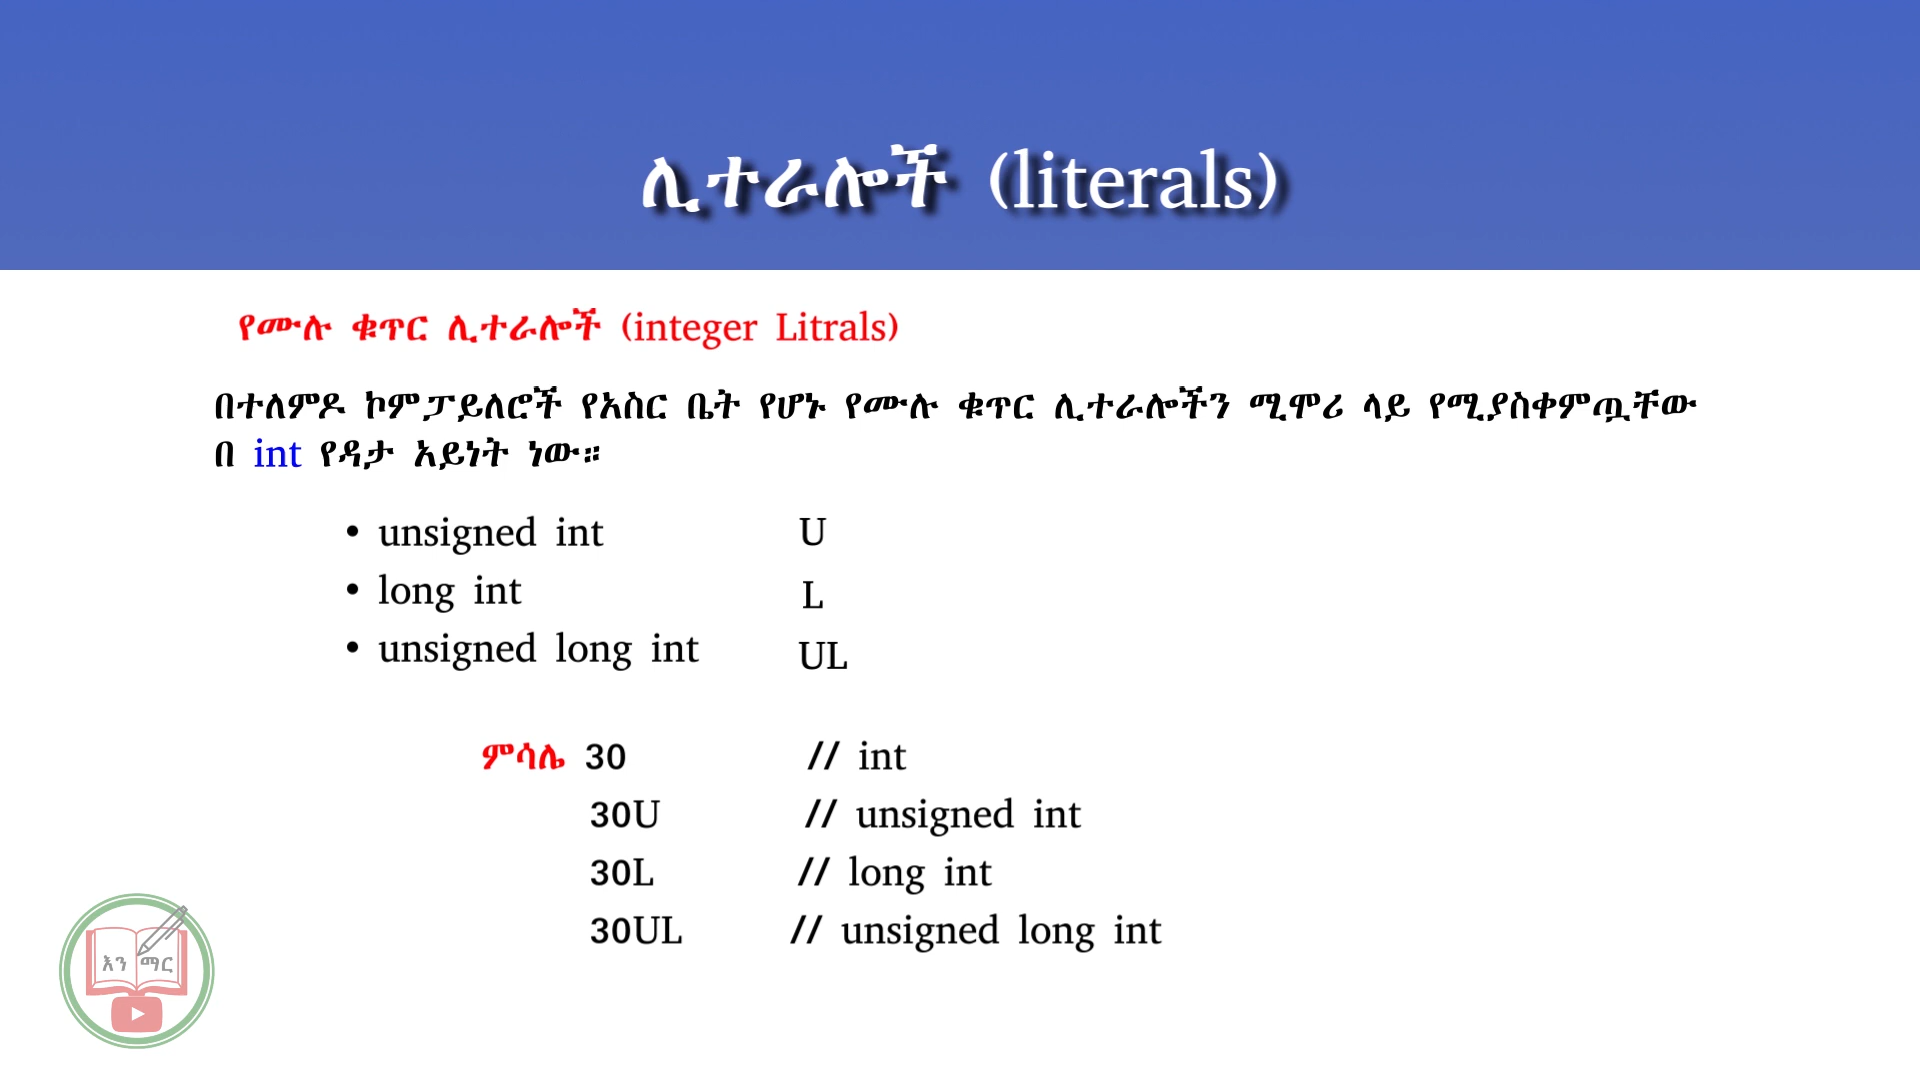 ሊተራሎች (literals)
የሙሉ ቁጥር ሊተራሎች (integer Litrals)
በተለምዶ ኮምፓይለሮች የአስር ቤት የሆኑ የሙሉ ቁጥር ሊተራሎችን ሚሞሪ ላይ የሚያስቀምጧቸው
በ int የዳታ አይነት ነው።
• unsigned int U
• long int L
• unsigned long int UL
ምሳሌ 30 // int
30U // unsigned int
30L // long int
30UL // unsigned long int
እን ማር